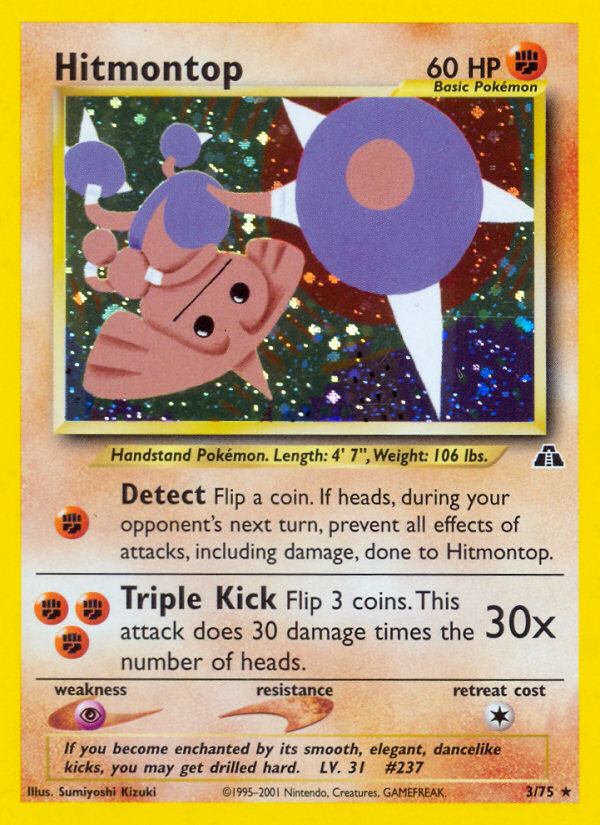 Hitmontop
60 HP
Basic Pokémon
Handstand Pokémon. Length: 4' 7", Weight: 106 lbs.
Detect Flip a coin. If heads, during your
opponent's next turn, prevent all effects of
attacks, including damage, done to Hitmontop.
Triple Kick Flip 3 coins. This
attack does 30 damage times the
number of heads.
30x
weakness
resistance
retreat cost
If you become enchanted by its smooth, elegant, dancelike
kicks, you may get drilled hard. LV. 31 #237
Illus. Sumiyoshi Kizuki
©1995–2001 Nintendo, Creatures, GAMEFREAK.
3/75 ★